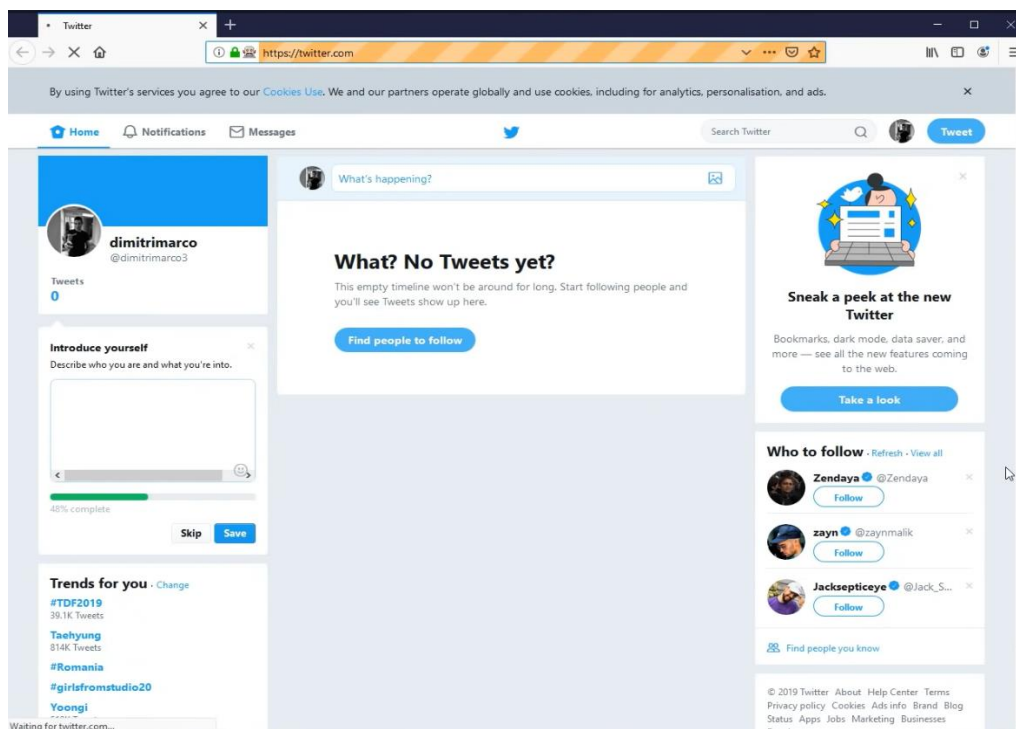 Twitter
https://twitter.com
By using Twitter's services you agree to our Cookies Use. We and our partners operate globally and use cookies, including for analytics, personalisation, and ads.
Home Notifications Messages
Search Twitter
Tweet
dimitrimarco
@dimitrimarco3
Tweets
0
Introduce yourself
Describe who you are and what you're into.
48% complete
Skip Save
Trends for you · Change
#TDF2019
39.1K Tweets
Taehyung
814K Tweets
#Romania
#girlsfromstudio20
Yoongi
Waiting for twitter.com...
What's happening?
What? No Tweets yet?
This empty timeline won't be around for long. Start following people and
you'll see Tweets show up here.
Find people to follow
Sneak a peek at the new
Twitter
Bookmarks, dark mode, data saver, and
more — see all the new features coming
to the web.
Take a look
Who to follow · Refresh · View all
Zendaya @Zendaya
Follow
zayn @zaynmalik
Follow
Jacksepticeye @Jack_S...
Follow
Find people you know
© 2019 Twitter About Help Center Terms
Privacy policy Cookies Ads info Brand Blog
Status Apps Jobs Marketing Businesses